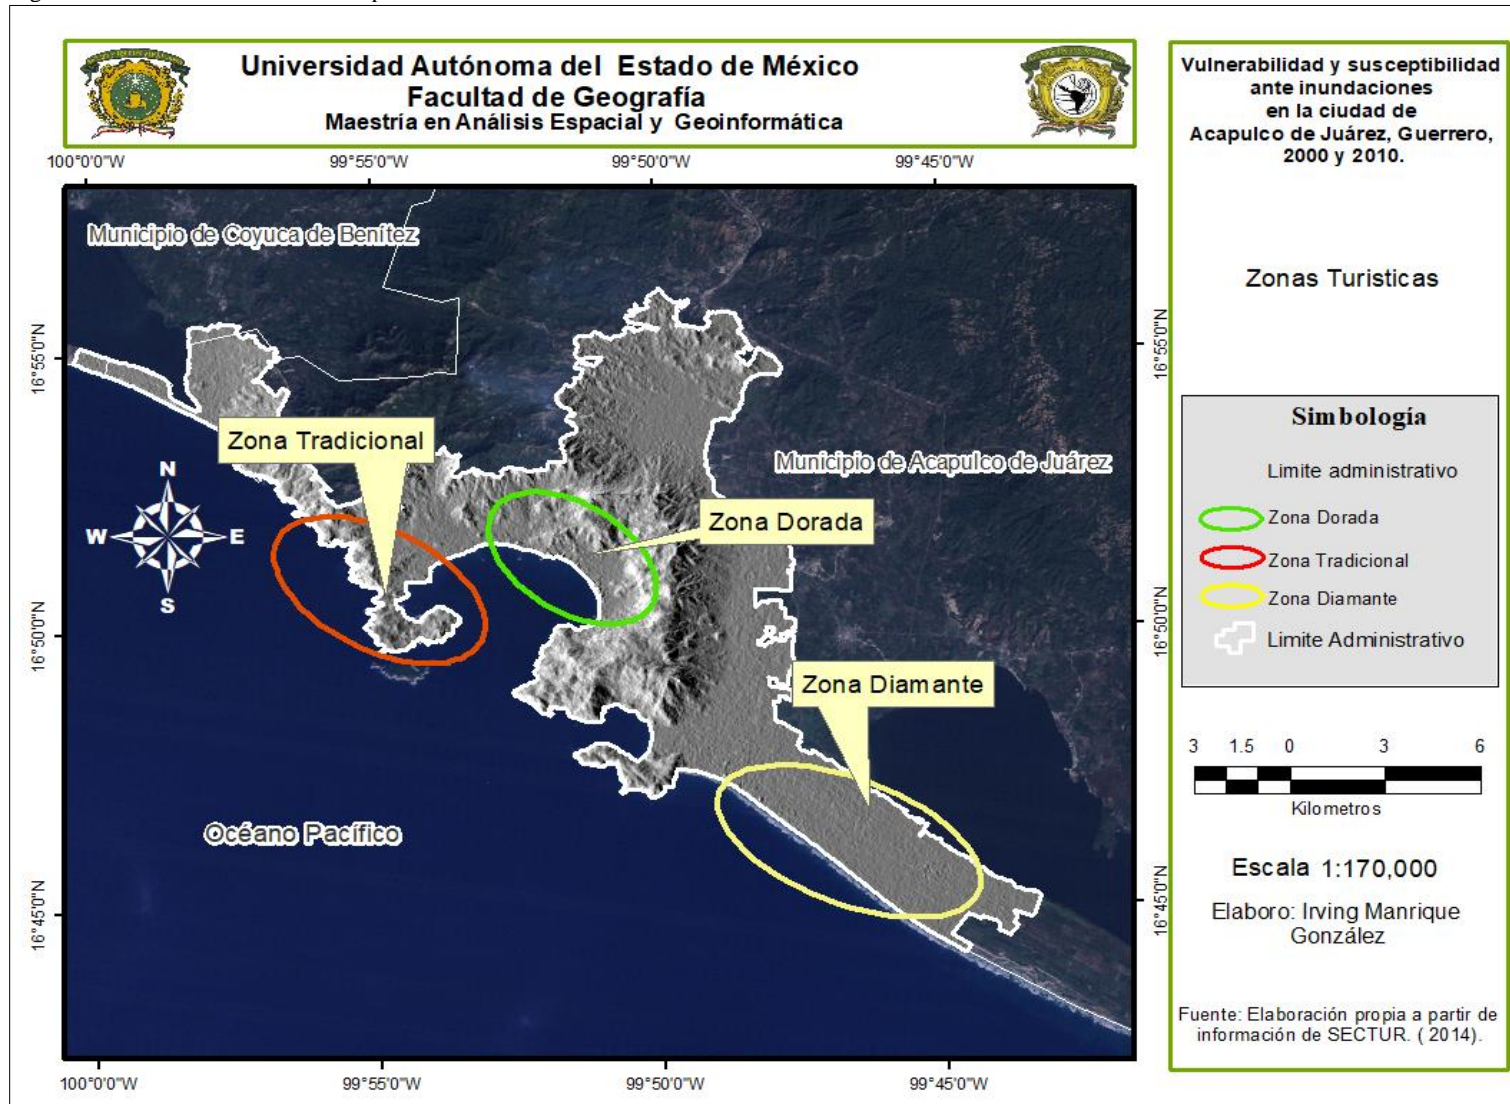 Universidad Autónoma del Estado de México
Facultad de Geografía
Maestría en Análisis Espacial y Geoinformática
100°0'0"W
99°55'0"W
99°50'0"W
99°45'0"W
Municipio de Coyuca de Benítez
16°55'0"N
16°55'0"N
Zona Tradicional
Municipio de Acapulco de Juárez
N
W
E
S
Zona Dorada
16°50'0"N
16°50'0"N
Zona Diamante
Océano Pacífico
16°45'0"N
16°45'0"N
100°0'0"W
99°55'0"W
99°50'0"W
99°45'0"W
Vulnerabilidad y susceptibilidad
ante inundaciones
en la ciudad de
Acapulco de Juárez, Guerrero,
2000 y 2010.
Zonas Turisticas
Simbología
Limite administrativo
Zona Dorada
Zona Tradicional
Zona Diamante
Limite Administrativo
3 1.5 0 3 6
Kilometros
Escala 1:170,000
Elaboro: Irving Manrique
González
Fuente: Elaboración propia a partir de
información de SECTUR. ( 2014).